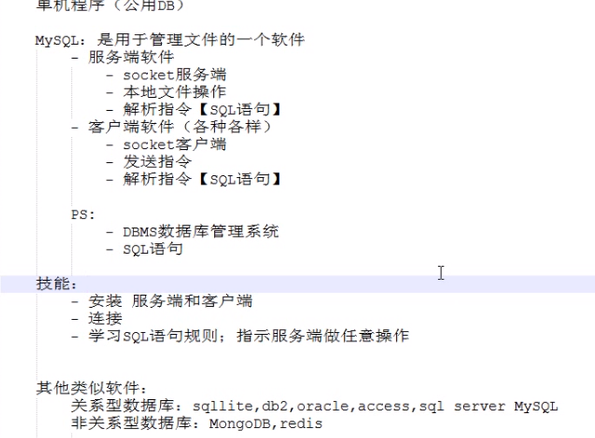 单机程序（公用DB）
MySQL：是用于管理文件的一个软件
- 服务端软件
- socket服务端
- 本地文件操作
- 解析指令【SQL语句】
- 客户端软件（各种各样）
- socket客户端
- 发送指令
- 解析指令【SQL语句】
PS:
- DBMS数据库管理系统
- SQL语句
技能：
- 安装 服务端和客户端
- 连接
- 学习SQL语句规则；指示服务端做任意操作
其他类似软件：
关系型数据库：sqllite,db2,oracle,access,sql server MySQL
非关系型数据库：MongoDB,redis